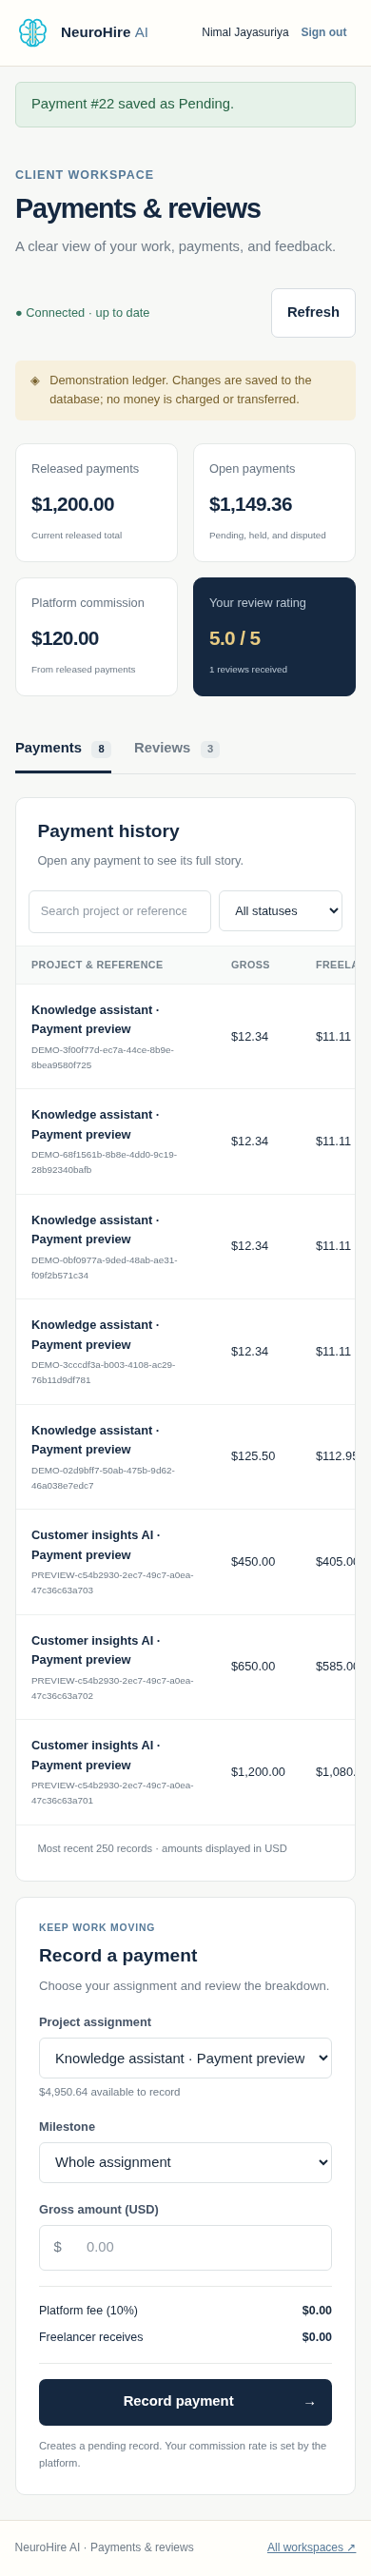 NeuroHire AI Nimal Jayasuriya Sign out
Payment #22 saved as Pending.
CLIENT WORKSPACE
Payments & reviews
A clear view of your work, payments, and feedback.
● Connected · up to date Refresh
◈ Demonstration ledger. Changes are saved to the
database; no money is charged or transferred.
Released payments Open payments
$1,200.00 $1,149.36
Current released total Pending, held, and disputed
Platform commission Your review rating
$120.00 5.0 / 5
From released payments 1 reviews received
Payments 8 Reviews 3
Payment history
Open any payment to see its full story.
Search project or reference All statuses
PROJECT & REFERENCE GROSS FREELA
Knowledge assistant ·
Payment preview
DEMO-3f00f77d-ec7a-44ce-8b9e-
8bea9580f725
$12.34 $11.11
Knowledge assistant ·
Payment preview
DEMO-68f1561b-8b8e-4dd0-9c19-
28b92340bafb
$12.34 $11.11
Knowledge assistant ·
Payment preview
DEMO-0bf0977a-9ded-48ab-ae31-
f09f2b571c34
$12.34 $11.11
Knowledge assistant ·
Payment preview
DEMO-3cccdf3a-b003-4108-ac29-
76b11d9df781
$12.34 $11.11
Knowledge assistant ·
Payment preview
DEMO-02d9bff7-50ab-475b-9d62-
46a038e7edc7
$125.50 $112.95
Customer insights AI ·
Payment preview
PREVIEW-c54b2930-2ec7-49c7-a0ea-
47c36c63a703
$450.00 $405.00
Customer insights AI ·
Payment preview
PREVIEW-c54b2930-2ec7-49c7-a0ea-
47c36c63a702
$650.00 $585.00
Customer insights AI ·
Payment preview
PREVIEW-c54b2930-2ec7-49c7-a0ea-
47c36c63a701
$1,200.00 $1,080.
Most recent 250 records · amounts displayed in USD
KEEP WORK MOVING
Record a payment
Choose your assignment and review the breakdown.
Project assignment
Knowledge assistant · Payment preview
$4,950.64 available to record
Milestone
Whole assignment
Gross amount (USD)
$ 0.00
Platform fee (10%) $0.00
Freelancer receives $0.00
Record payment →
Creates a pending record. Your commission rate is set by the
platform.
NeuroHire AI · Payments & reviews All workspaces ↗